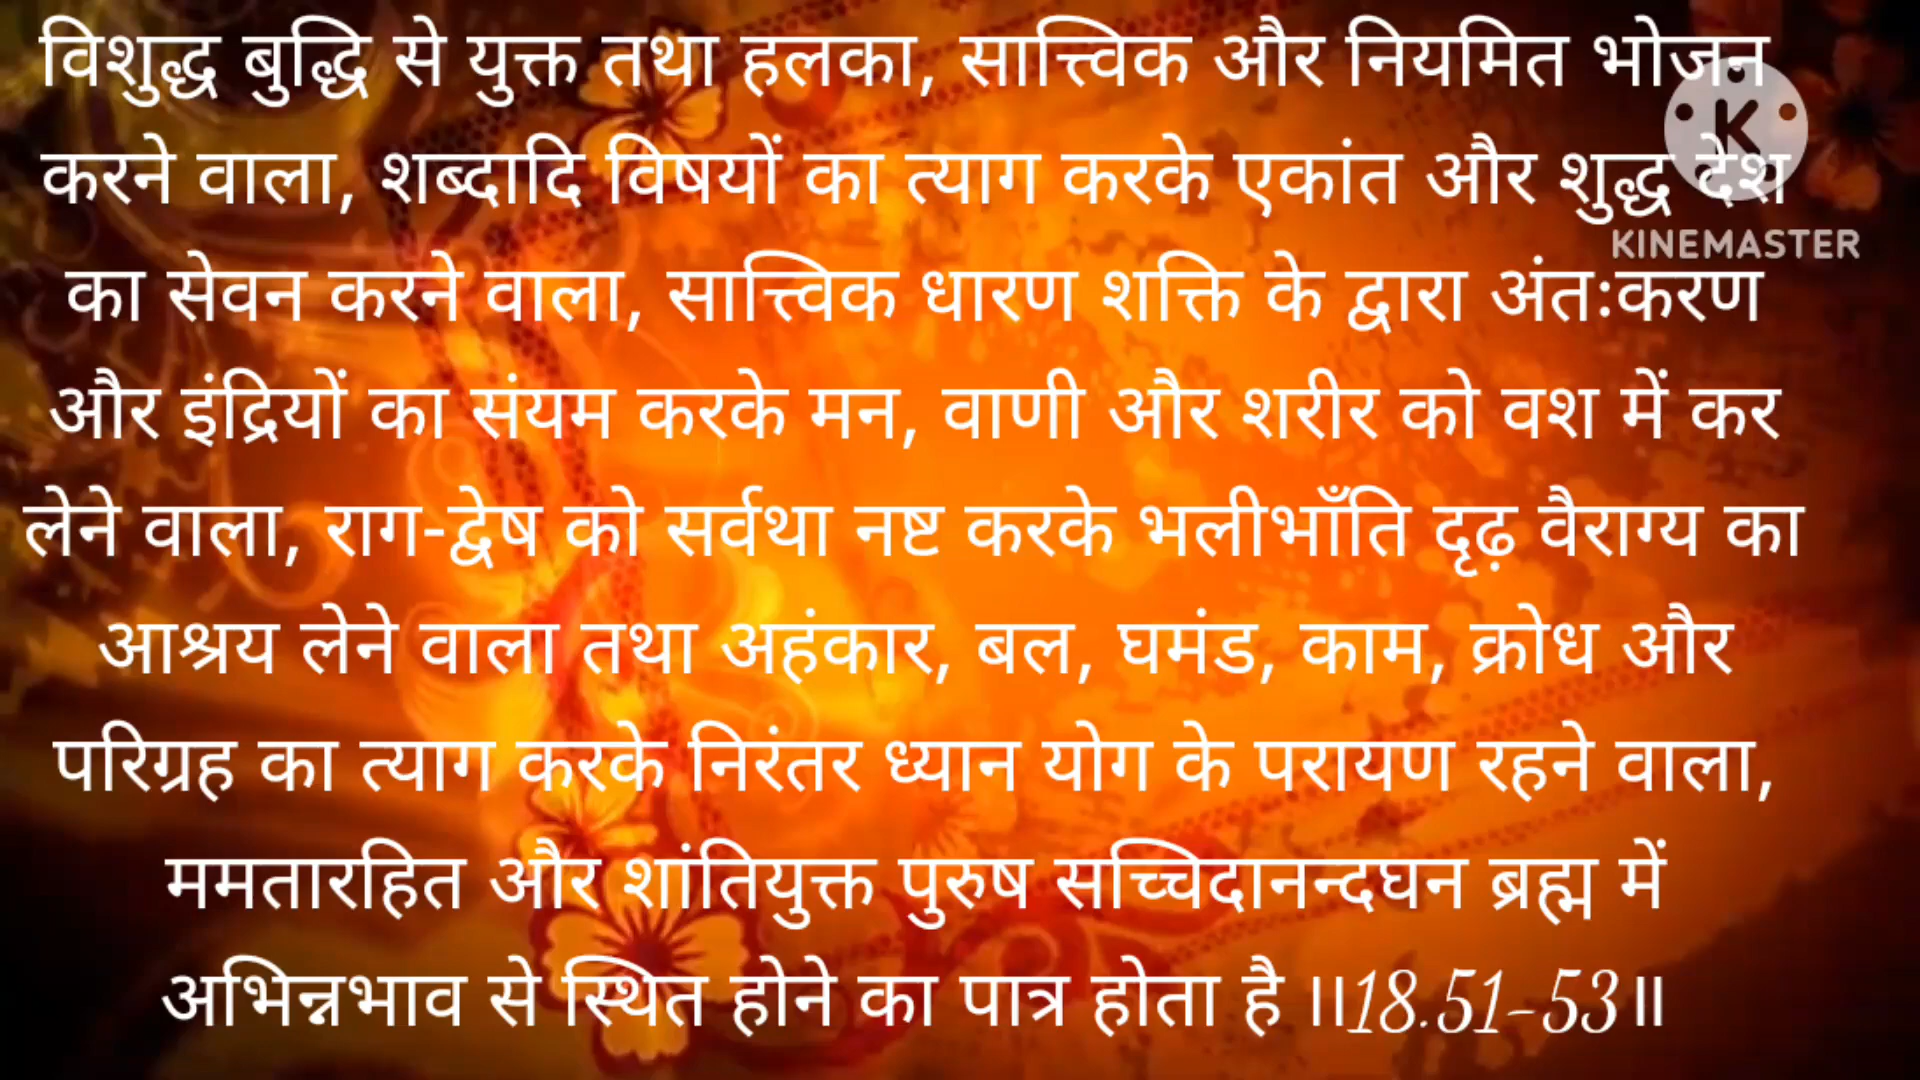 विशुद्ध बुद्धि से युक्त तथा हलका, सात्त्विक और नियमित भोजन
करने वाला, शब्दादि विषयों का त्याग करके एकांत और शुद्ध देश
K
KINEMASTER
का सेवन करने वाला, सात्त्विक धारण शक्ति के द्वारा अंतःकरण
और इंद्रियों का संयम करके मन, वाणी और शरीर को वश में कर
लेने वाला, राग-द्वेष को सर्वथा नष्ट करके भलीभाँति दृढ़ वैराग्य का
आश्रय लेने वाला तथा अहंकार, बल, घमंड, काम, क्रोध और
परिग्रह का त्याग करके निरंतर ध्यान योग के परायण रहने वाला,
ममतारहित और शांतियुक्त पुरुष सच्चिदानन्दघन ब्रह्म में
अभिन्नभाव से स्थित होने का पात्र होता है ।।18.51-53॥